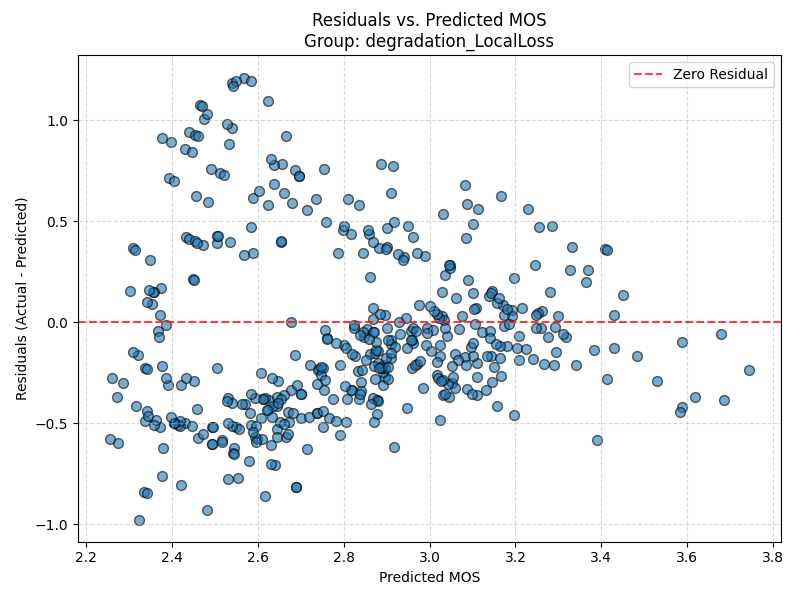 Residuals vs. Predicted MOS
Group: degradation_LocalLoss
Zero Residual
Residuals (Actual - Predicted)
1.0
0.5
0.0
−0.5
−1.0
2.2 2.4 2.6 2.8 3.0 3.2 3.4 3.6 3.8
Predicted MOS